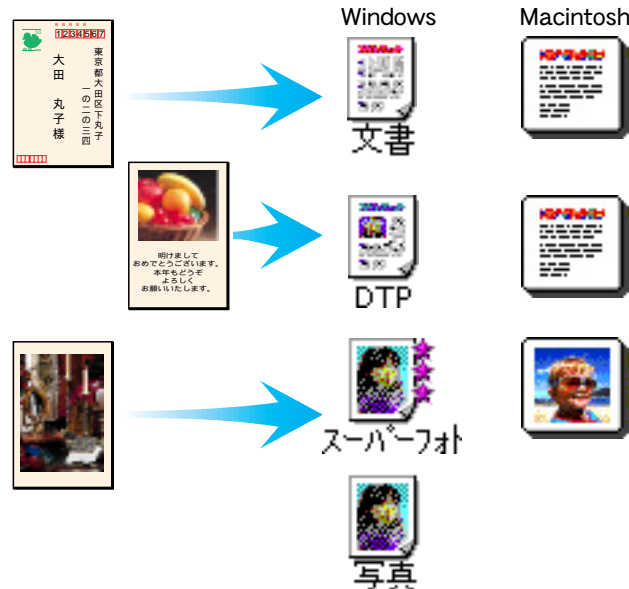 Windows
Macintosh
1234567
東京都大田区下丸子
一の二の三四
大田 丸子様
文書
明けまして
おめでとうございます。
本年もどうぞ
よろしく
お願いいたします。
DTP
スーパーフォト
写真